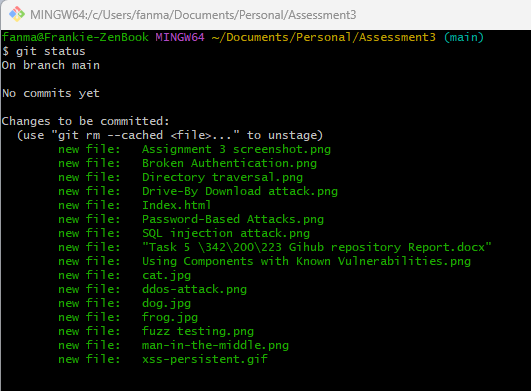 MINGW64:/c/Users/fanma/Documents/Personal/Assessment3
fanma@Frankie-ZenBook MINGW64 ~/Documents/Personal/Assessment3 (main)
$ git status
On branch main
No commits yet
Changes to be committed:
(use "git rm --cached <file>..." to unstage)
new file: Assignment 3 screenshot.png
new file: Broken Authentication.png
new file: Directory traversal.png
new file: Drive-By Download attack.png
new file: Index.html
new file: Password-Based Attacks.png
new file: SQL injection attack.png
new file: "Task 5 \342\200\223 Gihub repository Report.docx"
new file: Using Components with Known Vulnerabilities.png
new file: cat.jpg
new file: ddos-attack.png
new file: dog.jpg
new file: frog.jpg
new file: fuzz testing.png
new file: man-in-the-middle.png
new file: xss-persistent.gif